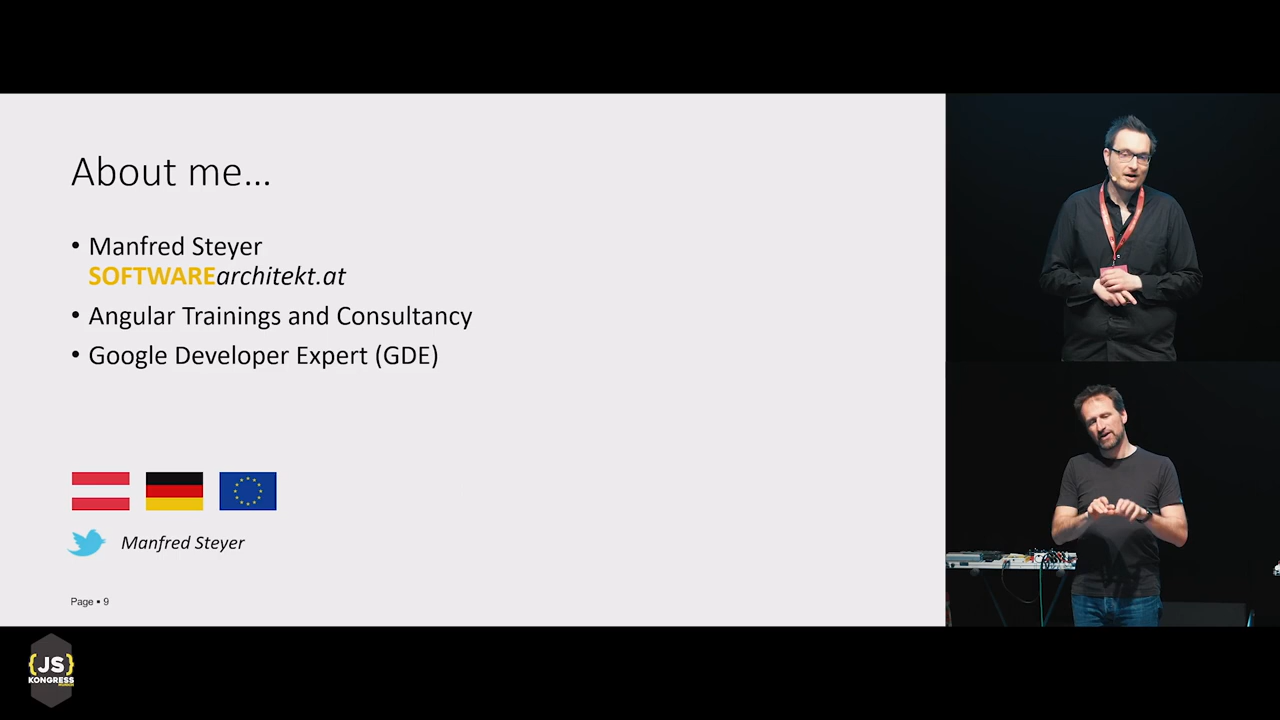 About me...
• Manfred Steyer
SOFTWAREarchitekt.at
• Angular Trainings and Consultancy
• Google Developer Expert (GDE)
Manfred Steyer
Page ▪ 9
{JS}
KONGRESS